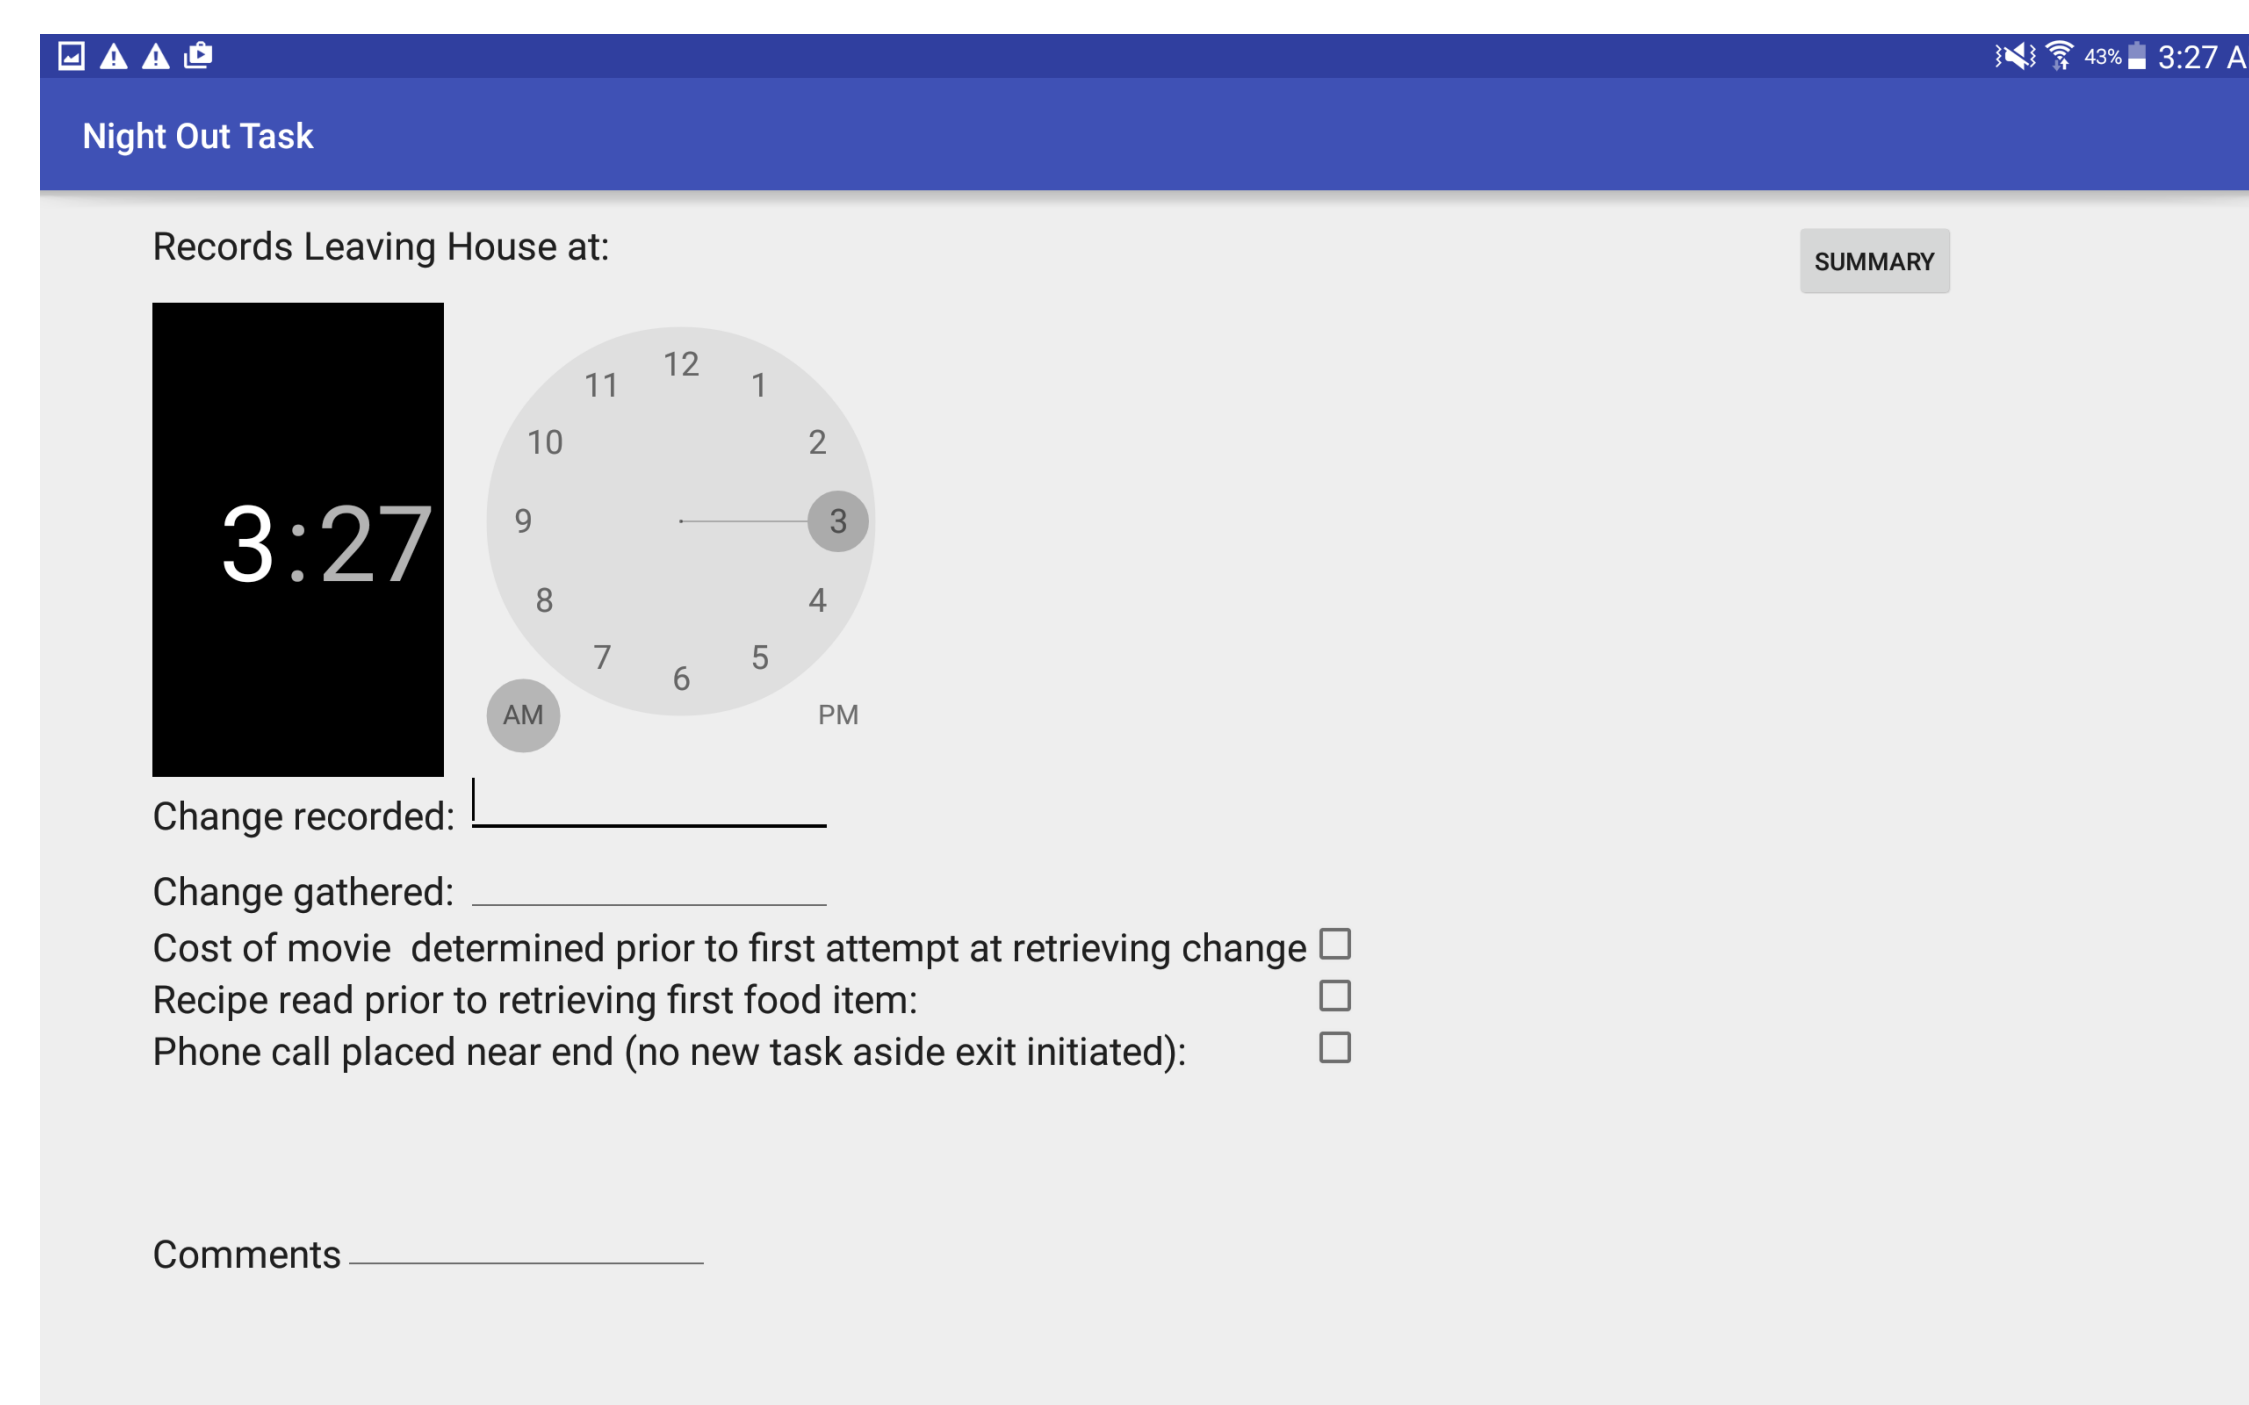 43% 3:27 A
Night Out Task
Records Leaving House at:
SUMMARY
3:27
12
11 1
10 2
9 3
8 4
7 5
6
AM PM
Change recorded:
Change gathered:
Cost of movie  determined prior to first attempt at retrieving change
Recipe read prior to retrieving first food item:
Phone call placed near end (no new task aside exit initiated):
Comments